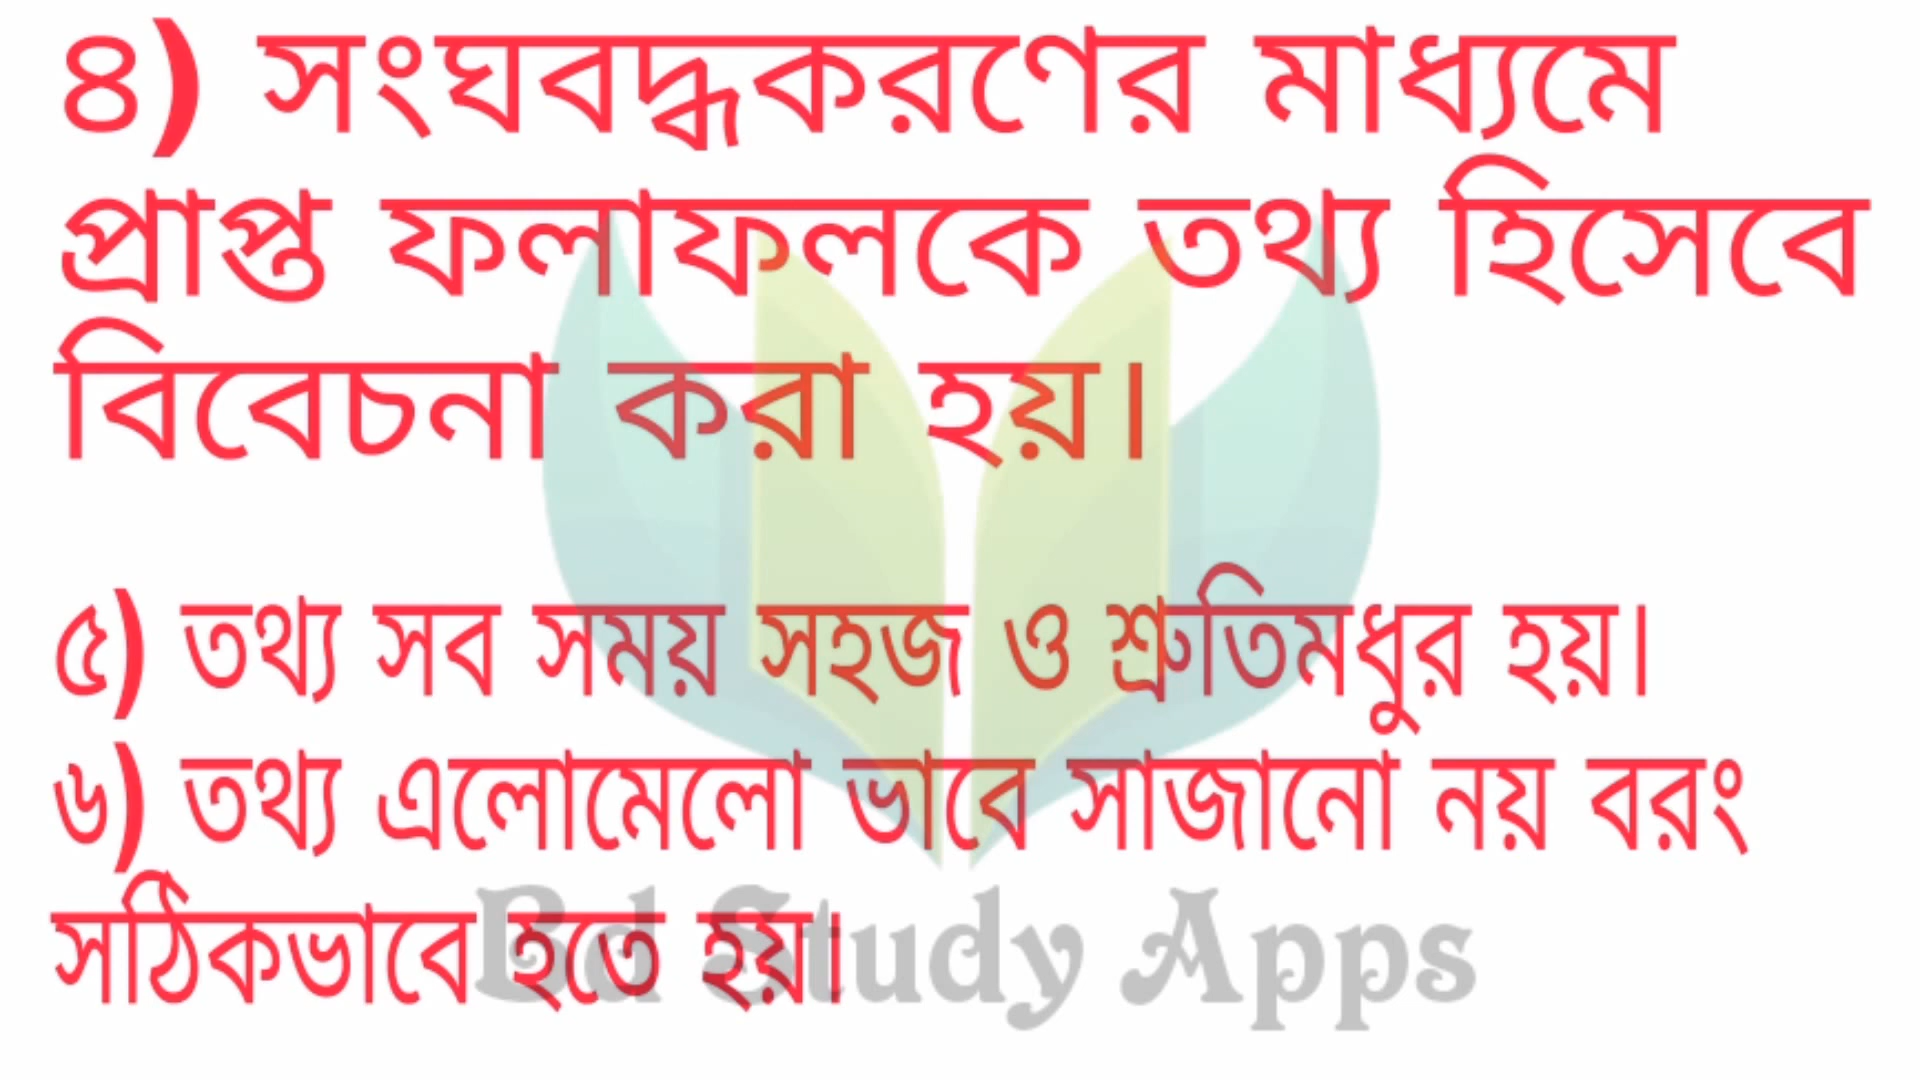 ৪) সংঘবদ্ধকরণের মাধ্যমে
প্রাপ্ত ফলাফলকে তথ্য হিসেবে
বিবেচনা করা হয়।
৫) তথ্য সব সময় সহজ ও শ্রুতিমধুর হয়।
৬) তথ্য এলোমেলো ভাবে সাজানো নয় বরং
সঠিকভাবে হতে হয়।
Bd Study Apps